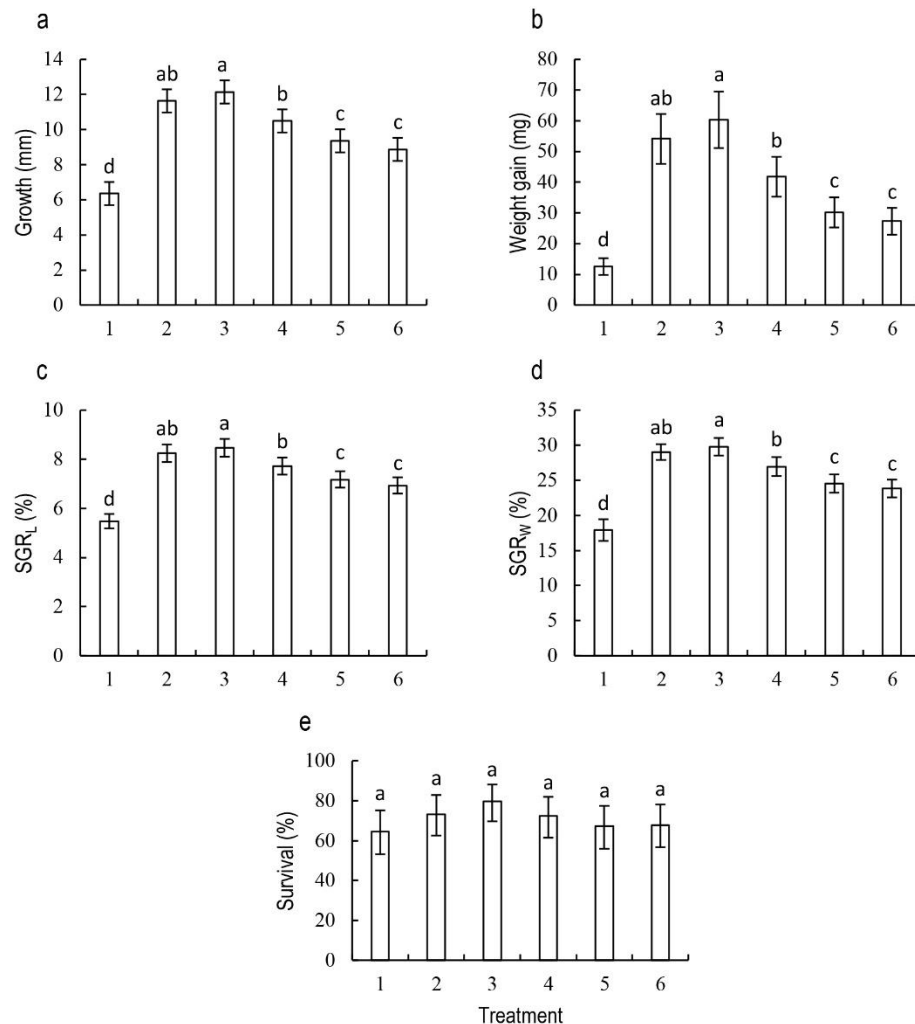 a
Growth (mm)
14
12
10
8
6
4
2
0
d
ab
a
b
c
c
1 2 3 4 5 6
b
Weight gain (mg)
80
70
60
50
40
30
20
10
0
d
ab
a
b
c
c
1 2 3 4 5 6
c
SGRL (%)
10
8
6
4
2
0
d
ab
a
b
c
c
1 2 3 4 5 6
d
SGRW (%)
35
30
25
20
15
10
5
0
d
ab
a
b
c
c
1 2 3 4 5 6
e
Survival (%)
100
80
60
40
20
0
a a a a a a
1 2 3 4 5 6
Treatment